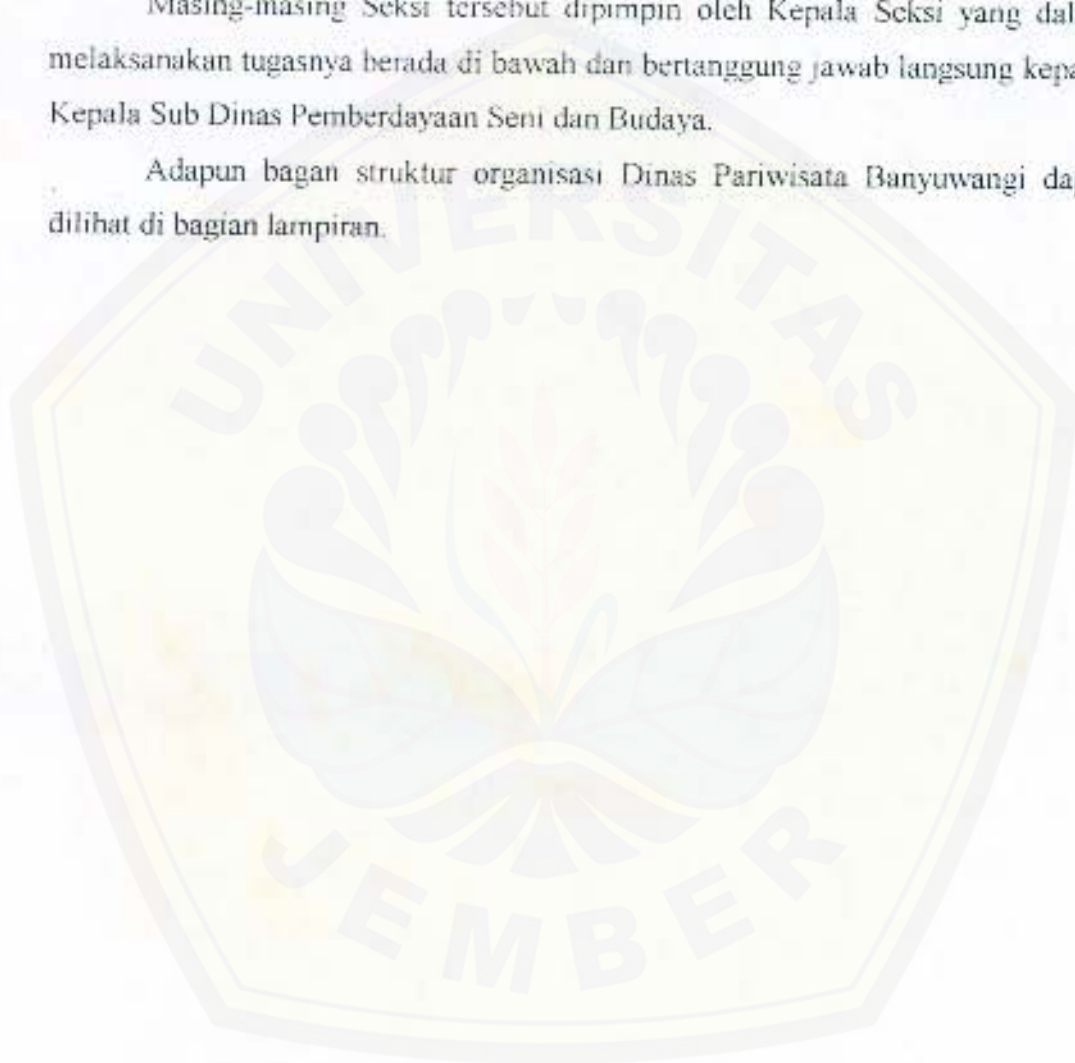 Masing-masing Seksi tersebut dipimpin oleh Kepala Seksi yang dal
melaksanakan tugasnya berada di bawah dan bertanggung jawab langsung kepa
Kepala Sub Dinas Pemberdayaan Seni dan Budaya.
Adapun bagan struktur organisasi Dinas Pariwisata Banyuwangi da
dilihat di bagian lampiran.
UNIVERSITAS
JEMBER